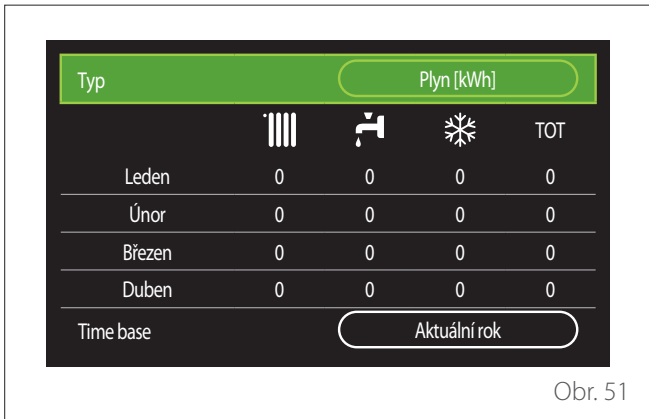 Typ Plyn [kWh]
TOT
Leden 0 0 0 0
Únor 0 0 0 0
Březen 0 0 0 0
Duben 0 0 0 0
Time base Aktuální rok
Obr. 51